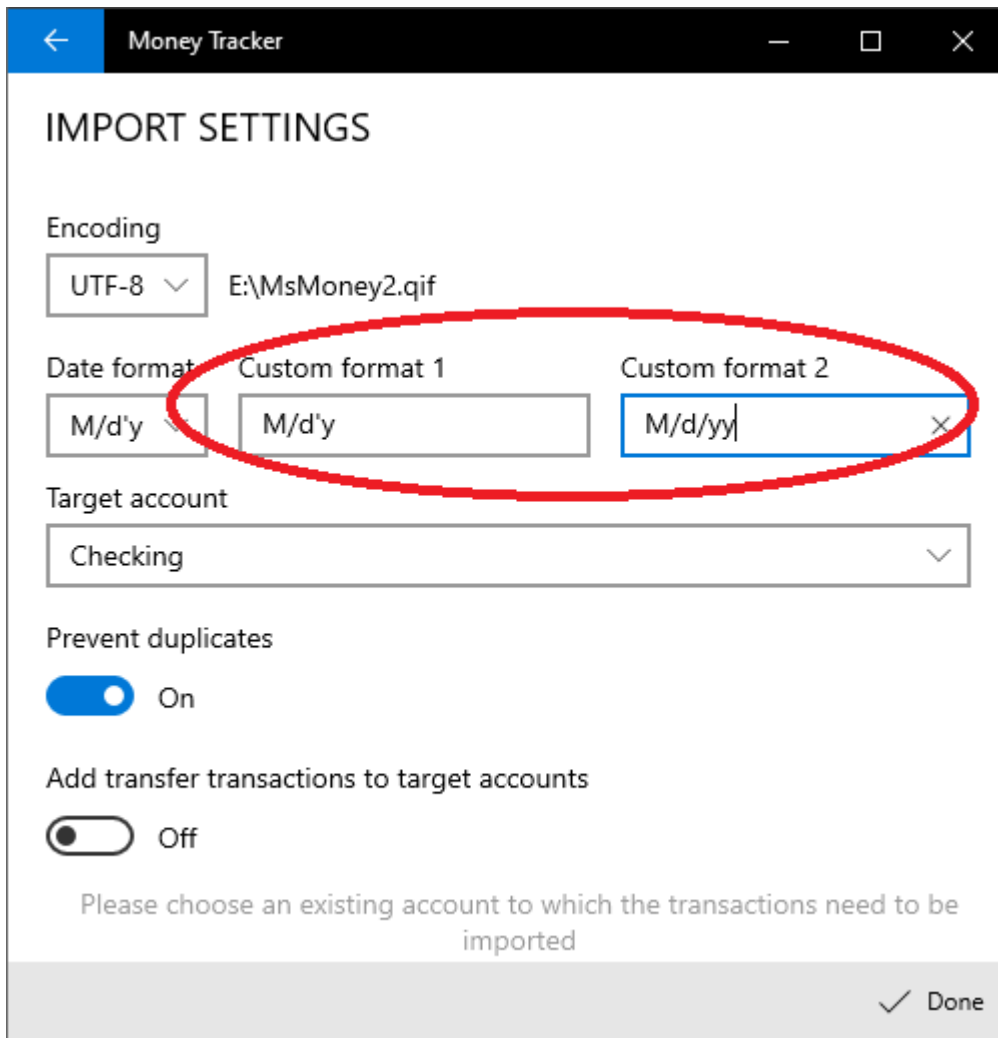 Money Tracker
IMPORT SETTINGS
Encoding
UTF-8 E:\MsMoney2.qif
Date format Custom format 1 Custom format 2
M/d'y M/d'y M/d/yy
Target account
Checking
Prevent duplicates
On
Add transfer transactions to target accounts
Off
Please choose an existing account to which the transactions need to be
imported
Done